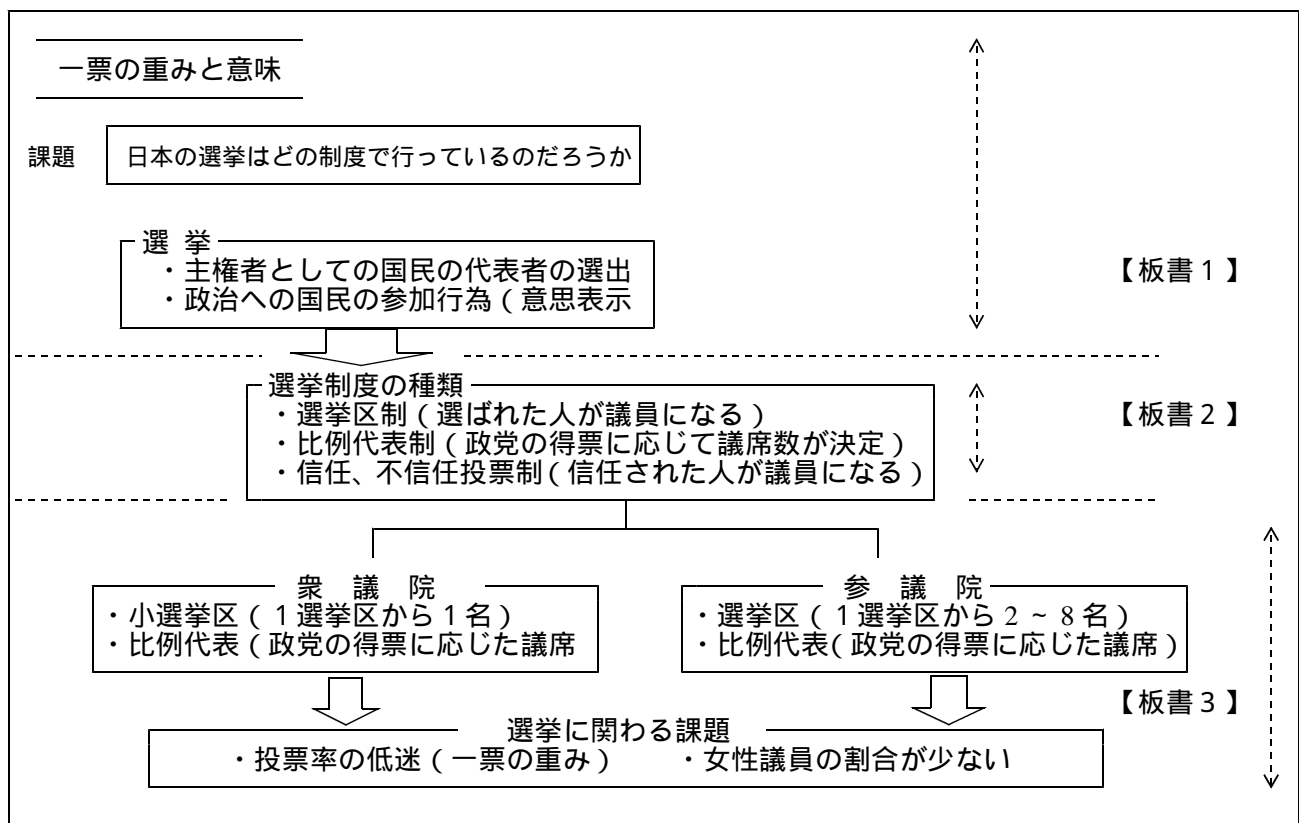 一票の重みと意味
課題 日本の選挙はどの制度で行っているのだろうか
選 挙
・主権者としての国民の代表者の選出
・政治への国民の参加行為（意思表示
【板書１】
選挙制度の種類
・選挙区制（選ばれた人が議員になる）
・比例代表制（政党の得票に応じて議席数が決定）
・信任、不信任投票制（信任された人が議員になる）
【板書２】
衆 議 院
・小選挙区（１選挙区から１名）
・比例代表（政党の得票に応じた議席
参 議 院
・選挙区（１選挙区から２～８名）
・比例代表（政党の得票に応じた議席）
【板書３】
選挙に関わる課題
・投票率の低迷（一票の重み） ・女性議員の割合が少ない